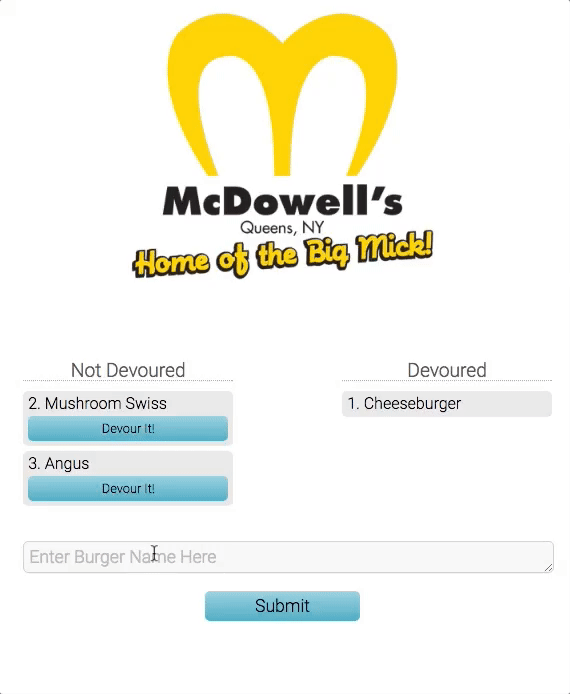 McDowell's
Queens, NY
Home of the Big Mick!
Not Devoured
Devoured
2. Mushroom Swiss
Devour It!
3. Angus
Devour It!
1. Cheeseburger
Enter Burger Name Here
Submit